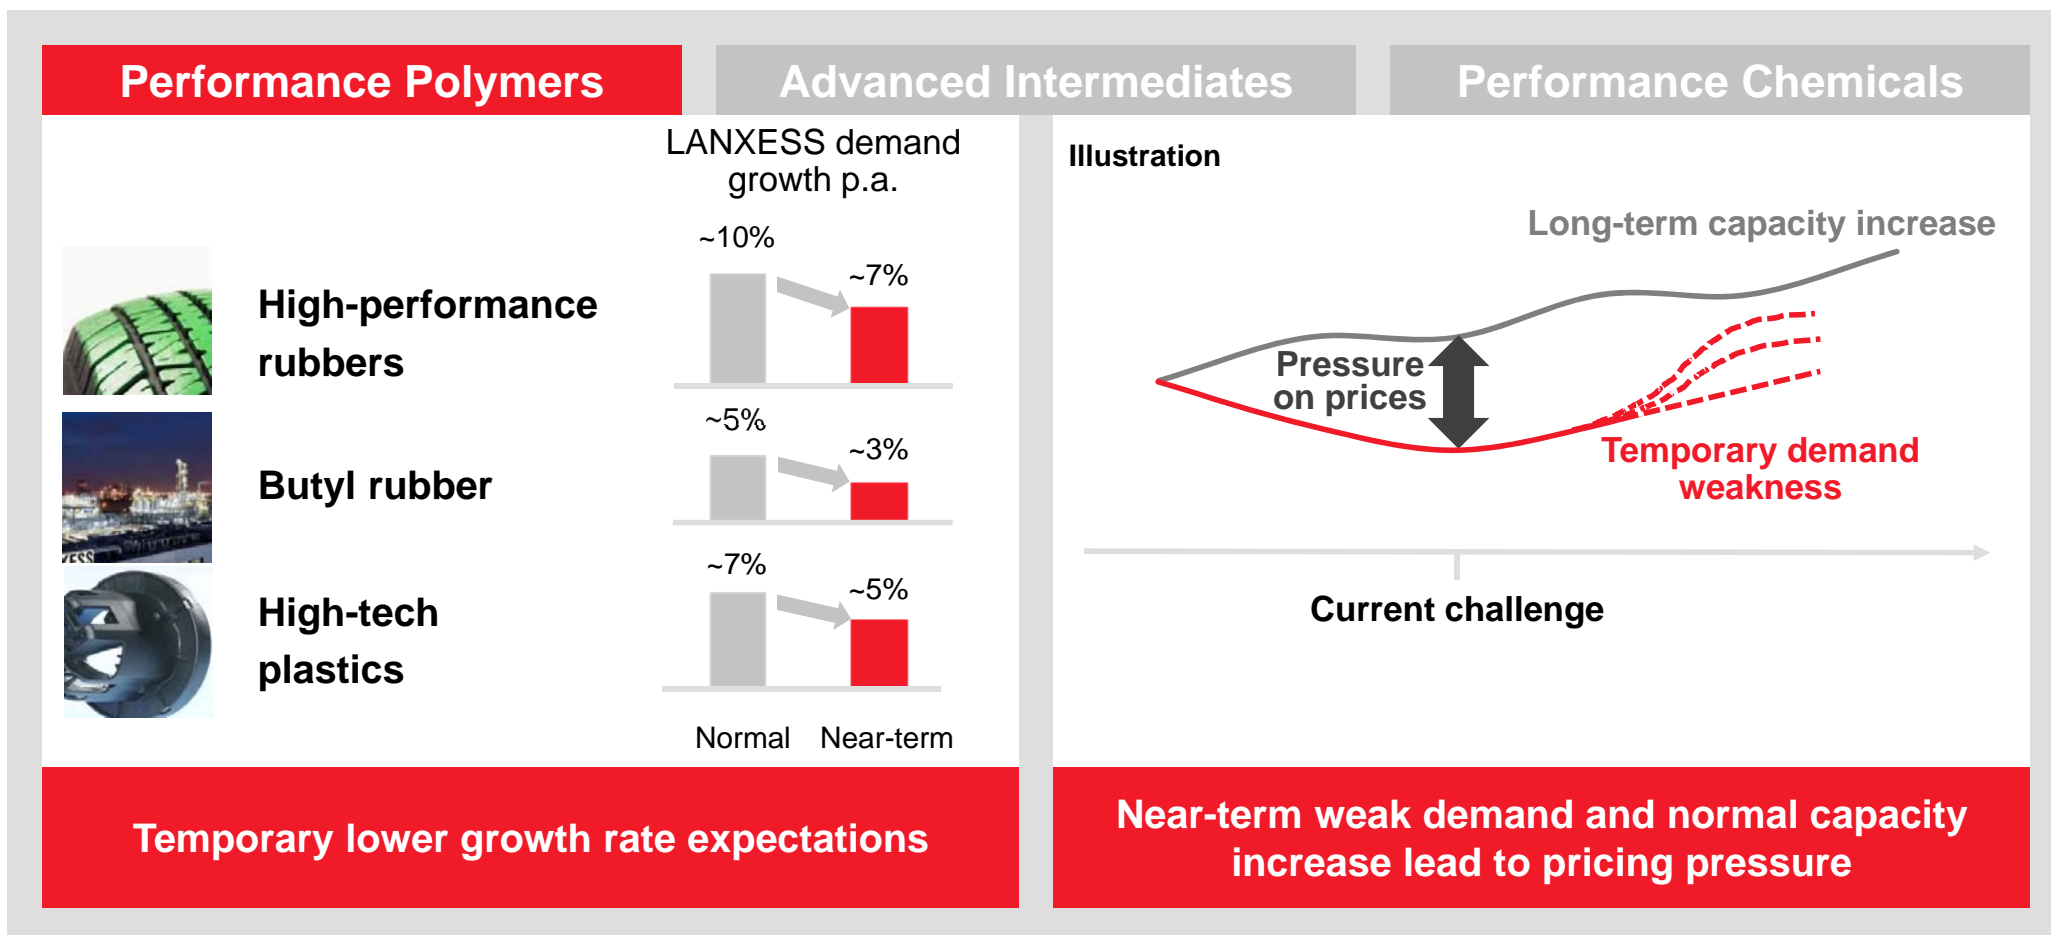 Performance Polymers
Advanced Intermediates
Performance Chemicals
LANXESS demand
growth p.a.
~10%
~7%
High-performance
rubbers
~5%
~3%
Butyl rubber
~7%
~5%
High-tech
plastics
Normal
Near-term
Temporary lower growth rate expectations
Illustration
Long-term capacity increase
Pressure
on prices
Temporary demand
weakness
Current challenge
Near-term weak demand and normal capacity
increase lead to pricing pressure